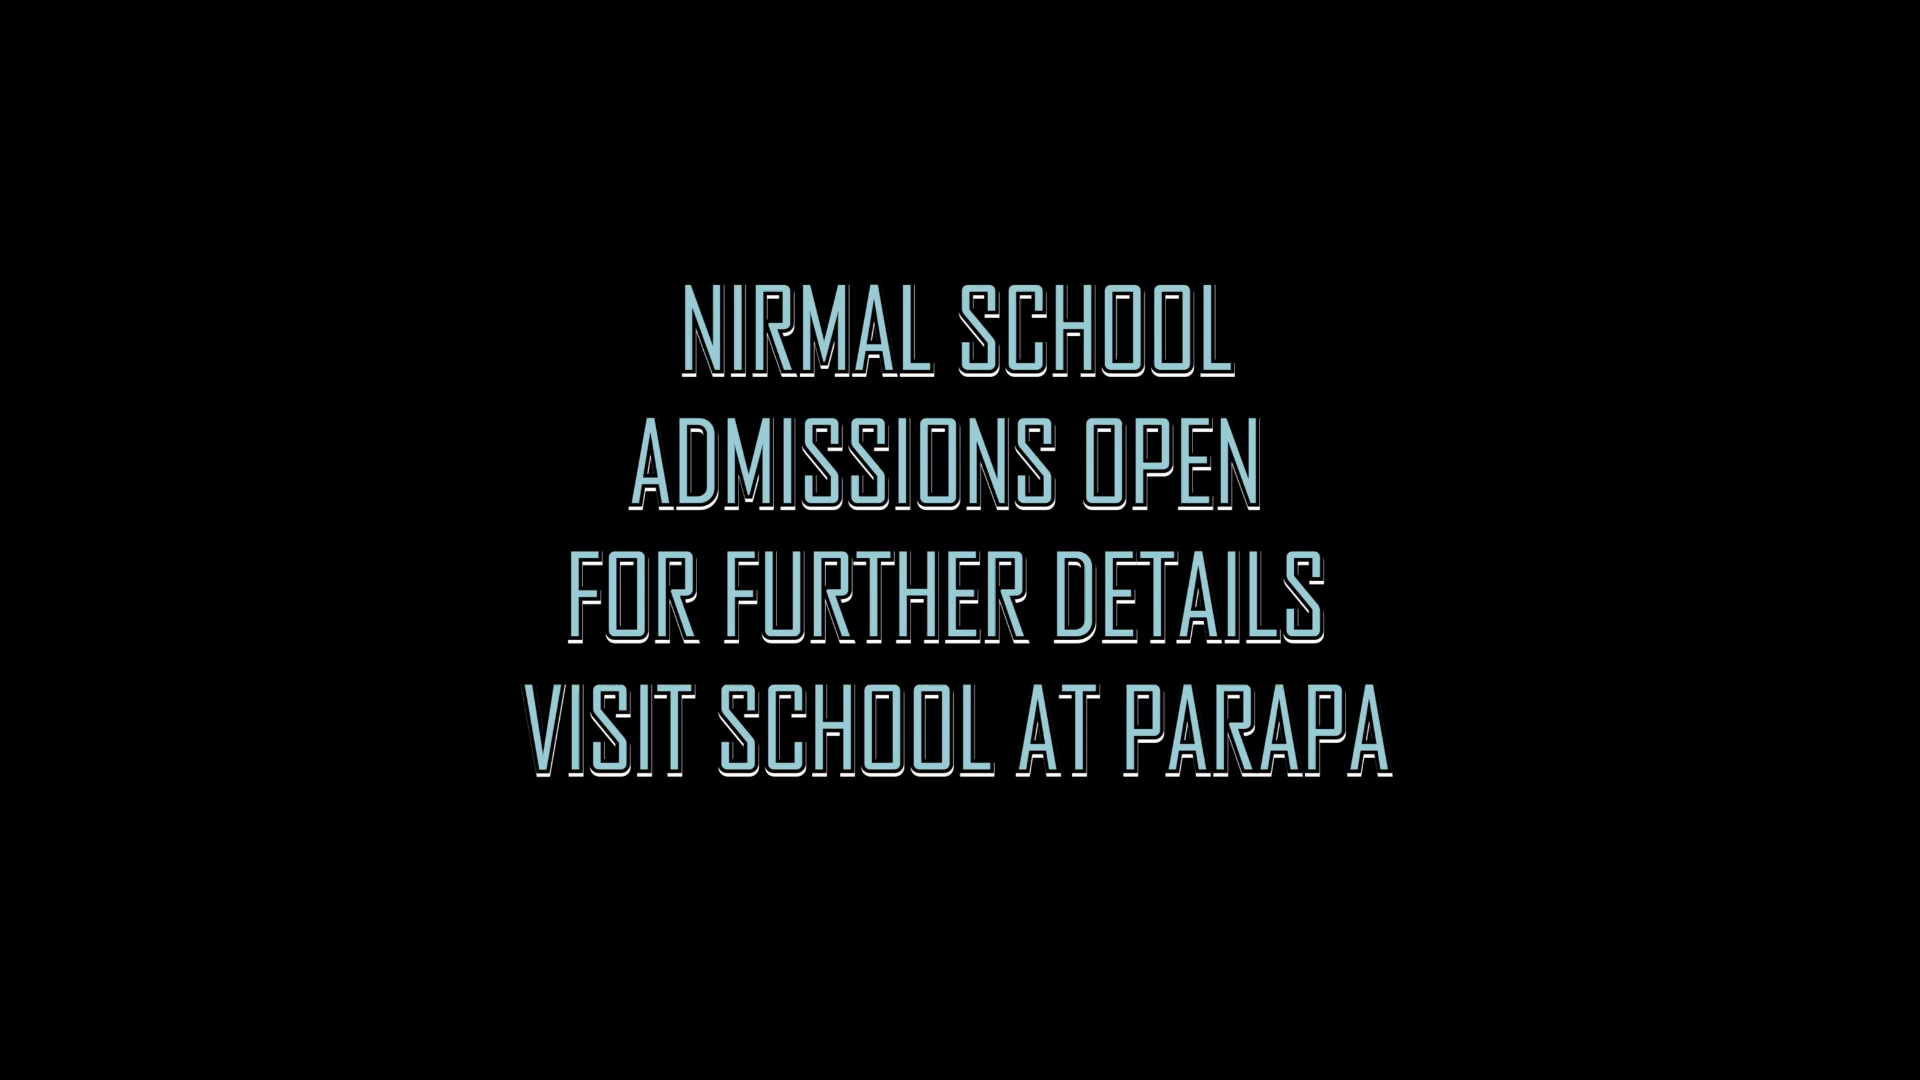 NIRMAL SCHOOL
ADMISSIONS OPEN
FOR FURTHER DETAILS
VISIT SCHOOL AT PARAPA